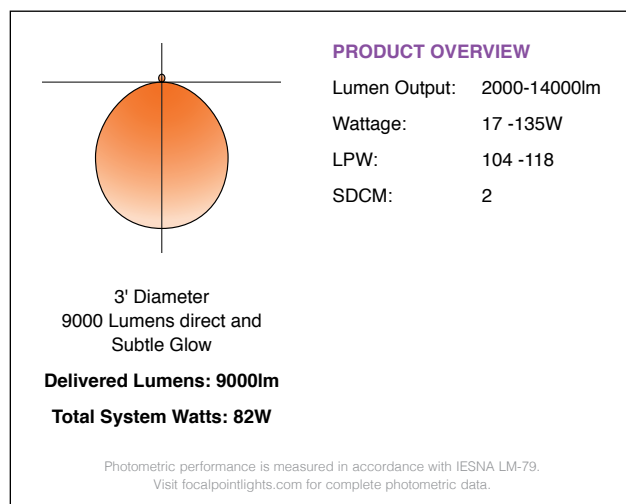 PRODUCT OVERVIEW
Lumen Output: 2000-14000lm
Wattage: 17 -135W
LPW: 104 -118
SDCM: 2
3' Diameter
9000 Lumens direct and
Subtle Glow
Delivered Lumens: 9000lm
Total System Watts: 82W
Photometric performance is measured in accordance with IESNA LM-79.
Visit focalpointlights.com for complete photometric data.